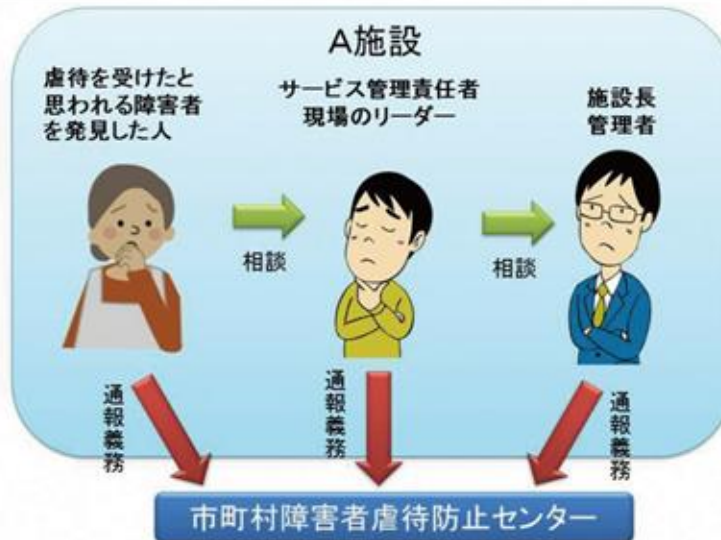 A施設
虐待を受けたと
思われる障害者
を発見した人
サービス管理責任者
現場のリーダー
施設長
管理者
相談
相談
通報義務
通報義務
通報義務
市町村障害者虐待防止センター